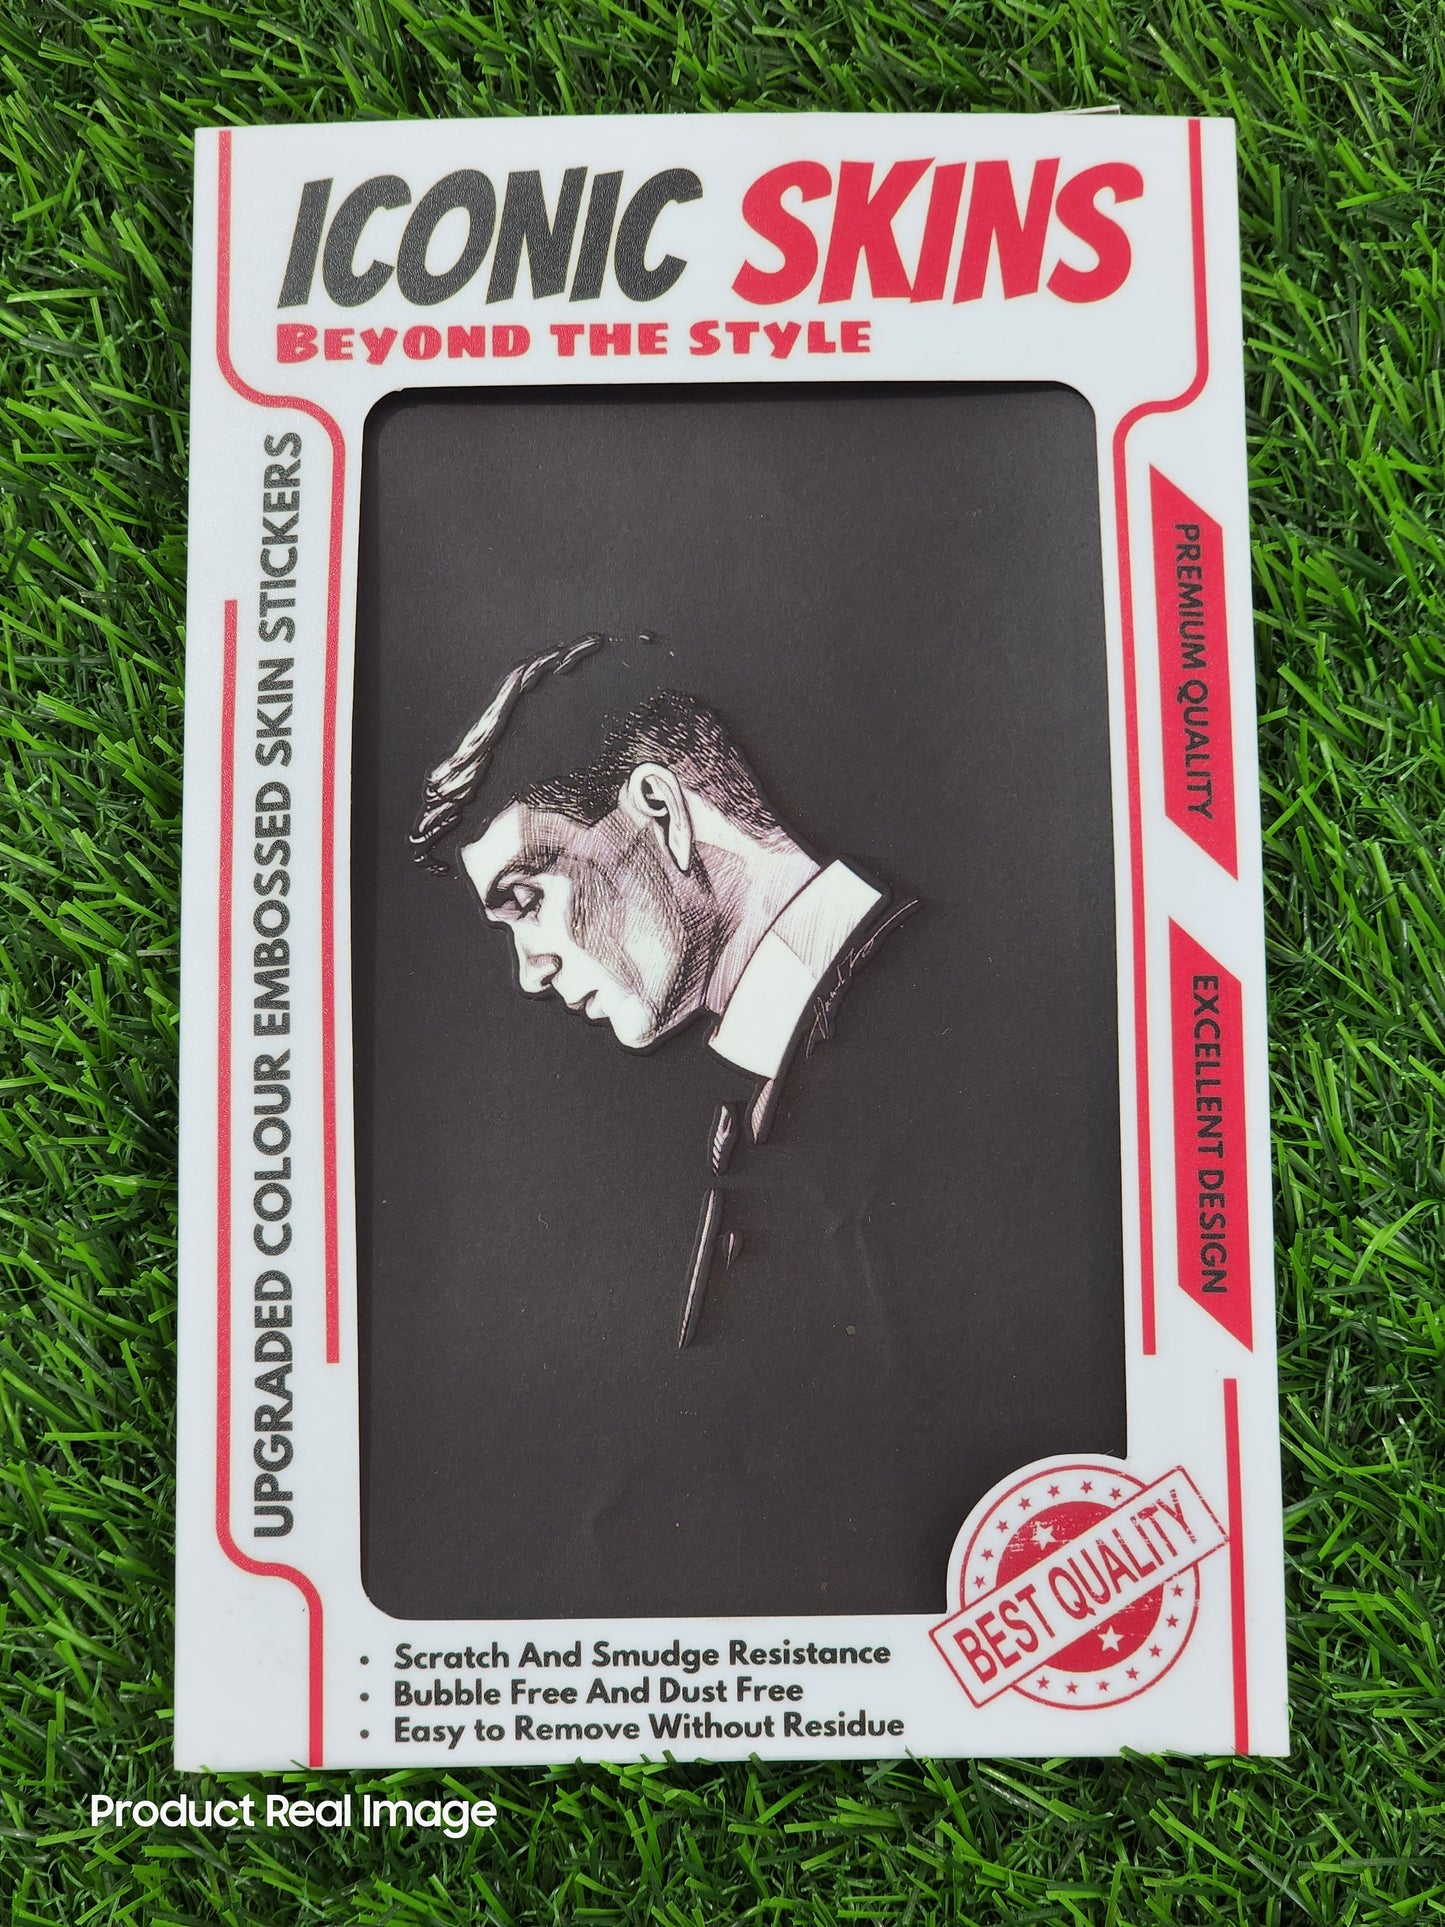 ICONIC SKINS
BEYOND THE STYLE
UPGRADED COLOUR EMBOSSED SKIN STICKERS
PREMIUM QUALITY
EXCELLENT DESIGN
BEST QUALITY
• Scratch And Smudge Resistance
• Bubble Free And Dust Free
• Easy to Remove Without Residue
Product Real Image